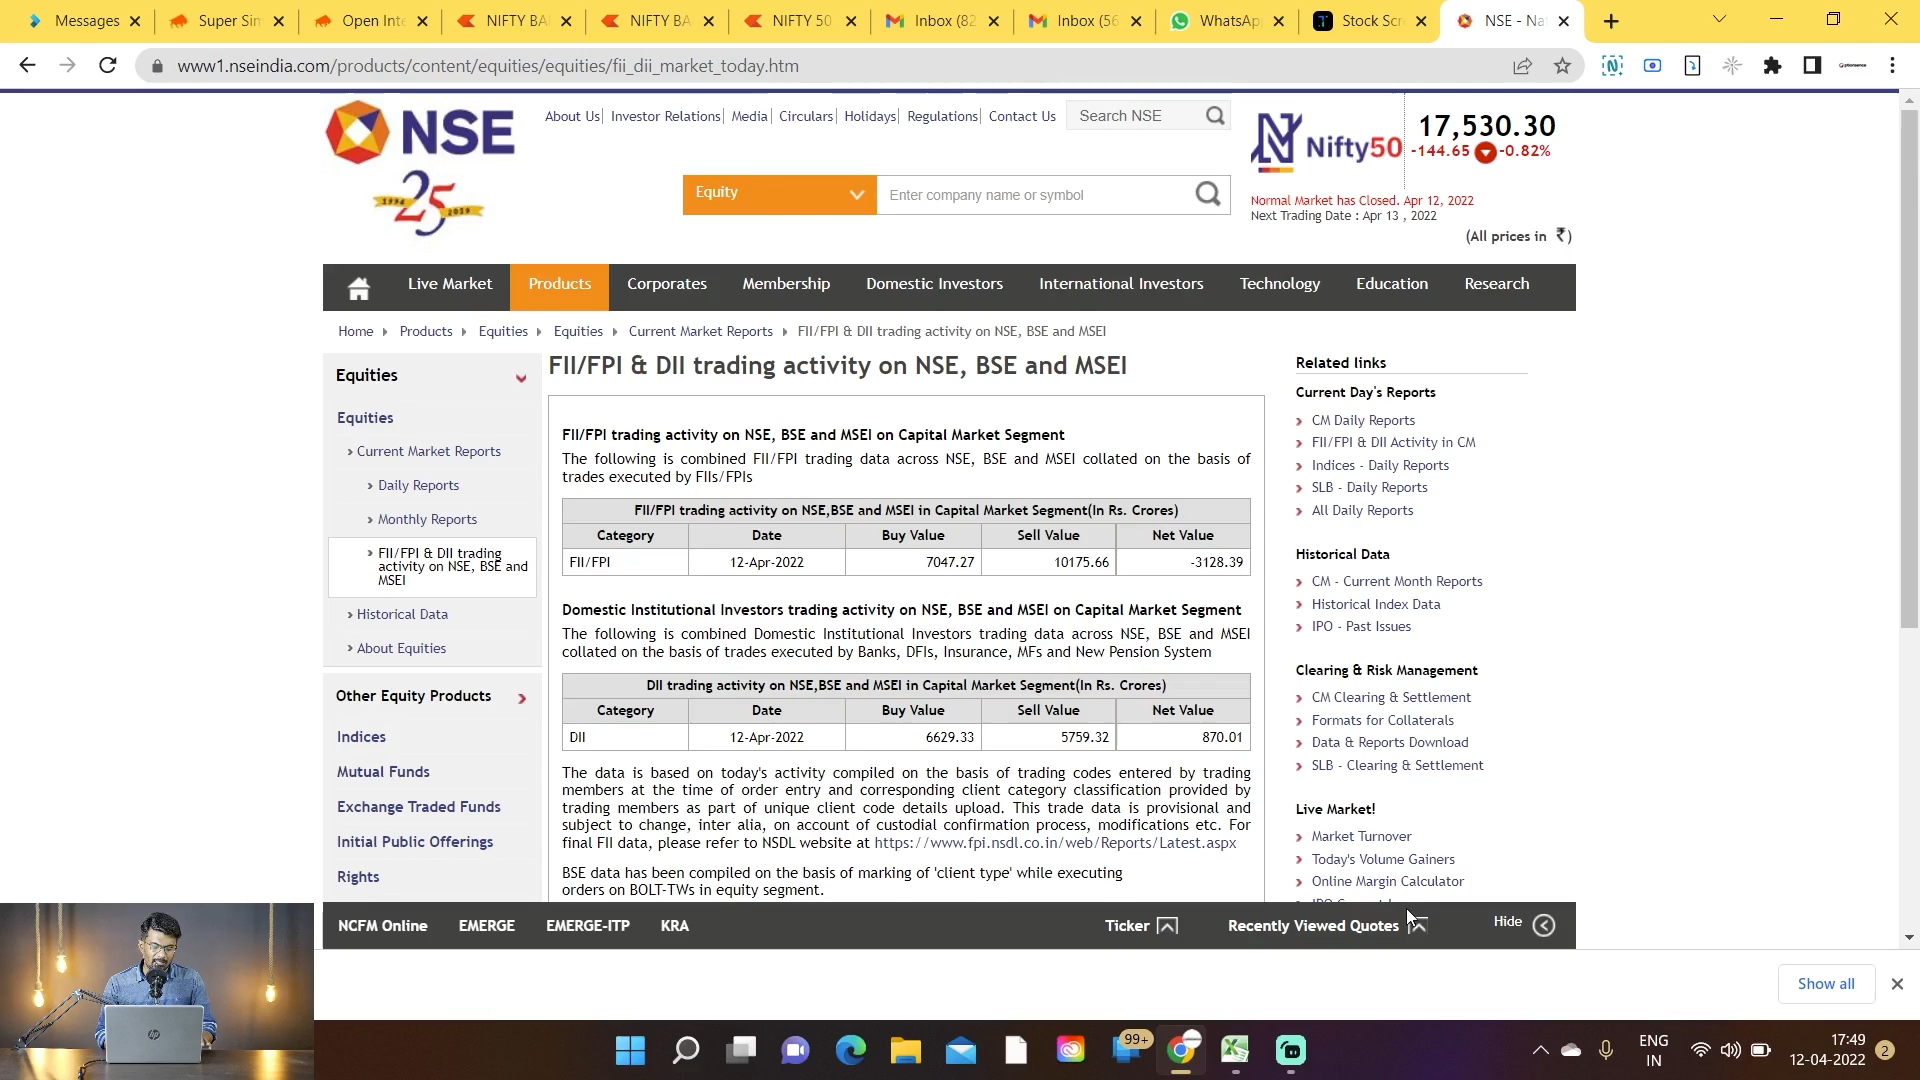 Messages
Super Sin
Open Inte
NIFTY BA
NIFTY BA
NIFTY 50
Inbox (82
Inbox (56
WhatsApp
Stock Scr
NSE - Na
www1.nseindia.com/products/content/equities/equities/fii_dii_market_today.htm
NSE
1994 25 2019
About Us| Investor Relations| Media| Circulars| Holidays| Regulations| Contact Us
Search NSE
Equity
Enter company name or symbol
Nifty50
17,530.30
-144.65 -0.82%
Normal Market has Closed. Apr 12, 2022
Next Trading Date : Apr 13 , 2022
(All prices in ₹)
Live Market Products Corporates Membership Domestic Investors International Investors Technology Education Research
Home Products Equities Equities Current Market Reports FII/FPI & DII trading activity on NSE, BSE and MSEI
Equities
Equities
Current Market Reports
Daily Reports
Monthly Reports
FII/FPI & DII trading
activity on NSE, BSE and
MSEI
Historical Data
About Equities
Other Equity Products
Indices
Mutual Funds
Exchange Traded Funds
Initial Public Offerings
Rights
FII/FPI & DII trading activity on NSE, BSE and MSEI
FII/FPI trading activity on NSE, BSE and MSEI on Capital Market Segment
The following is combined FII/FPI trading data across NSE, BSE and MSEI collated on the basis of
trades executed by FIIs/FPIs
FII/FPI trading activity on NSE,BSE and MSEI in Capital Market Segment(In Rs. Crores)
Category Date Buy Value Sell Value Net Value
FII/FPI 12-Apr-2022 7047.27 10175.66 -3128.39
Domestic Institutional Investors trading activity on NSE, BSE and MSEI on Capital Market Segment
The following is combined Domestic Institutional Investors trading data across NSE, BSE and MSEI
collated on the basis of trades executed by Banks, DFIs, Insurance, MFs and New Pension System
DII trading activity on NSE,BSE and MSEI in Capital Market Segment(In Rs. Crores)
Category Date Buy Value Sell Value Net Value
DII 12-Apr-2022 6629.33 5759.32 870.01
The data is based on today's activity compiled on the basis of trading codes entered by trading
members at the time of order entry and corresponding client category classification provided by
trading members as part of unique client code details upload. This trade data is provisional and
subject to change, inter alia, on account of custodial confirmation process, modifications etc. For
final FII data, please refer to NSDL website at https://www.fpi.nsdl.co.in/web/Reports/Latest.aspx
BSE data has been compiled on the basis of marking of 'client type' while executing
orders on BOLT-TWs in equity segment.
Related links
Current Day's Reports
CM Daily Reports
FII/FPI & DII Activity in CM
Indices - Daily Reports
SLB - Daily Reports
All Daily Reports
Historical Data
CM - Current Month Reports
Historical Index Data
IPO - Past Issues
Clearing & Risk Management
CM Clearing & Settlement
Formats for Collaterals
Data & Reports Download
SLB - Clearing & Settlement
Live Market!
Market Turnover
Today's Volume Gainers
Online Margin Calculator
NCFM Online EMERGE EMERGE-ITP KRA Ticker Recently Viewed Quotes Hide
Show all
99+
ENG
IN
17:49
12-04-2022
2